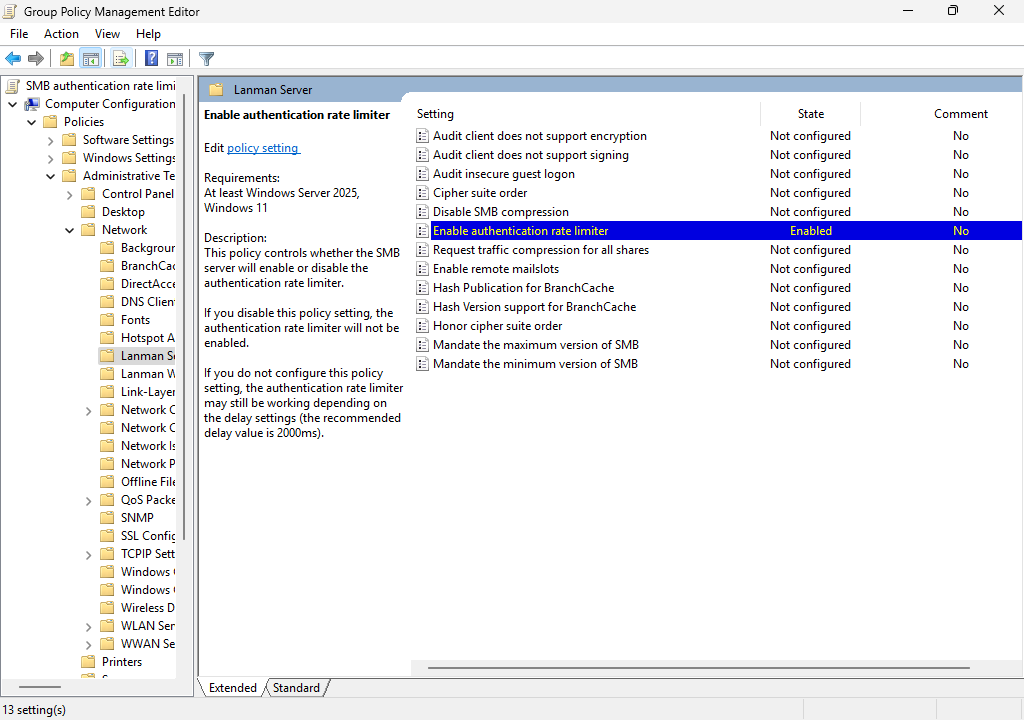 Group Policy Management Editor
File Action View Help
SMB authentication rate limi
Computer Configuration
Policies
Software Settings
Windows Settings
Administrative Te
Control Panel
Desktop
Network
Backgrour
BranchCac
DirectAcce
DNS Clien
Fonts
Hotspot A
Lanman Se
Lanman W
Link-Layer
Network C
Network C
Network Is
Network P
Offline File
QoS Packe
SNMP
SSL Config
TCPIP Sett
Windows
Windows
Wireless D
WLAN Ser
WWAN Se
Printers
Lanman Server
Enable authentication rate limiter
Edit policy setting
Requirements:
At least Windows Server 2025,
Windows 11
Description:
This policy controls whether the SMB
server will enable or disable the
authentication rate limiter.
If you disable this policy setting, the
authentication rate limiter will not be
enabled.
If you do not configure this policy
setting, the authentication rate limiter
may still be working depending on
the delay settings (the recommended
delay value is 2000ms).
Setting State Comment
Audit client does not support encryption Not configured No
Audit client does not support signing Not configured No
Audit insecure guest logon Not configured No
Cipher suite order Not configured No
Disable SMB compression Not configured No
Enable authentication rate limiter Enabled No
Request traffic compression for all shares Not configured No
Enable remote mailslots Not configured No
Hash Publication for BranchCache Not configured No
Hash Version support for BranchCache Not configured No
Honor cipher suite order Not configured No
Mandate the maximum version of SMB Not configured No
Mandate the minimum version of SMB Not configured No
Extended Standard
13 setting(s)